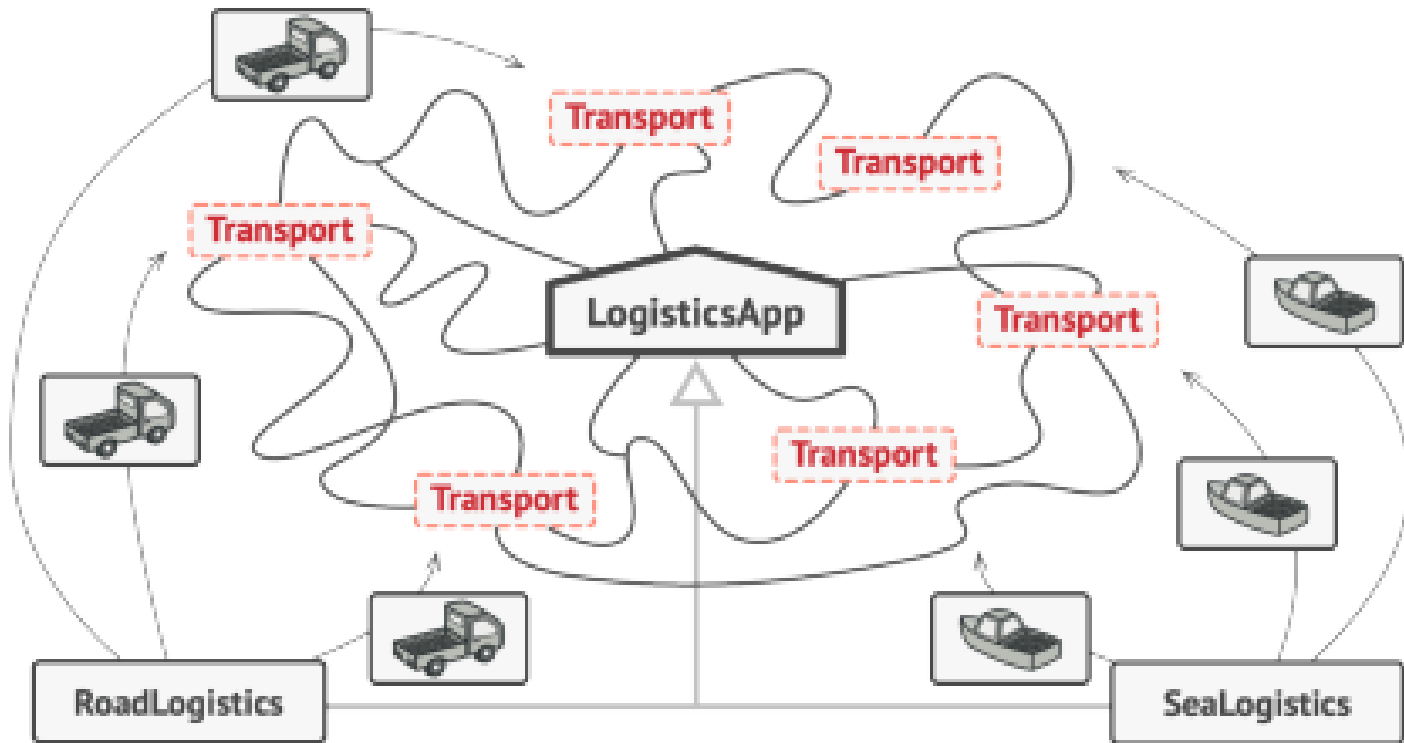 Transport
Transport
Transport
LogisticsApp
Transport
Transport
Transport
RoadLogistics
SeaLogistics